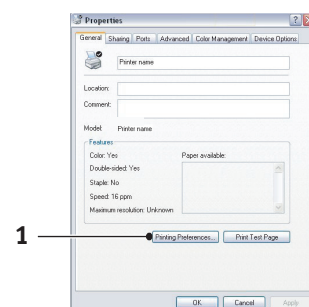 Properties
General Sharing Ports Advanced Color Management Device Options
Printer name
Location:
Comment:
Model: Printer name
Features
Color: Yes Paper available:
Double-sided: Yes
Staple: No
Speed: 16 ppm
Maximum resolution: Unknown
1 Printing Preferences... Print Test Page
OK Cancel Apply